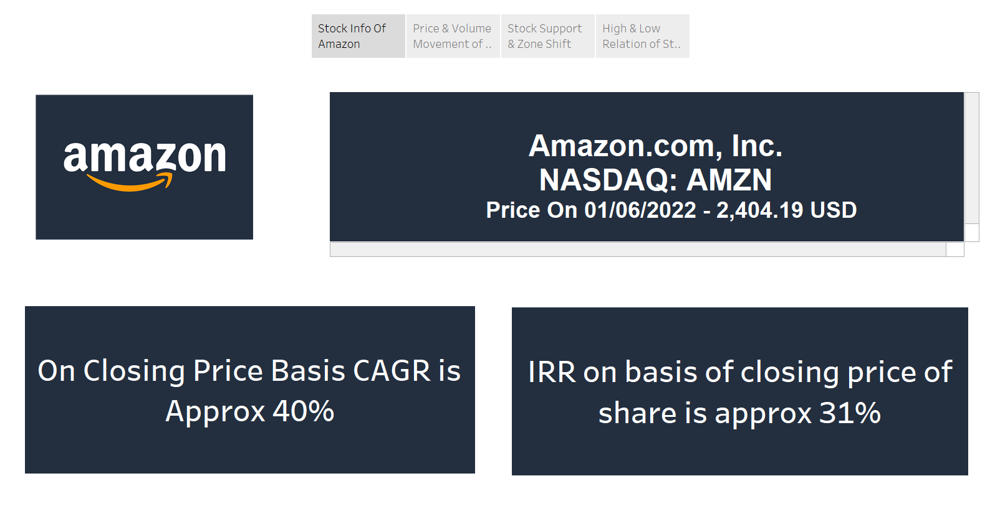 Stock Info Of
Amazon
Price & Volume
Movement of ..
Stock Support
& Zone Shift
High & Low
Relation of St..
amazon
Amazon.com, Inc.
NASDAQ: AMZN
Price On 01/06/2022 - 2,404.19 USD
On Closing Price Basis CAGR is
Approx 40%
IRR on basis of closing price of
share is approx 31%